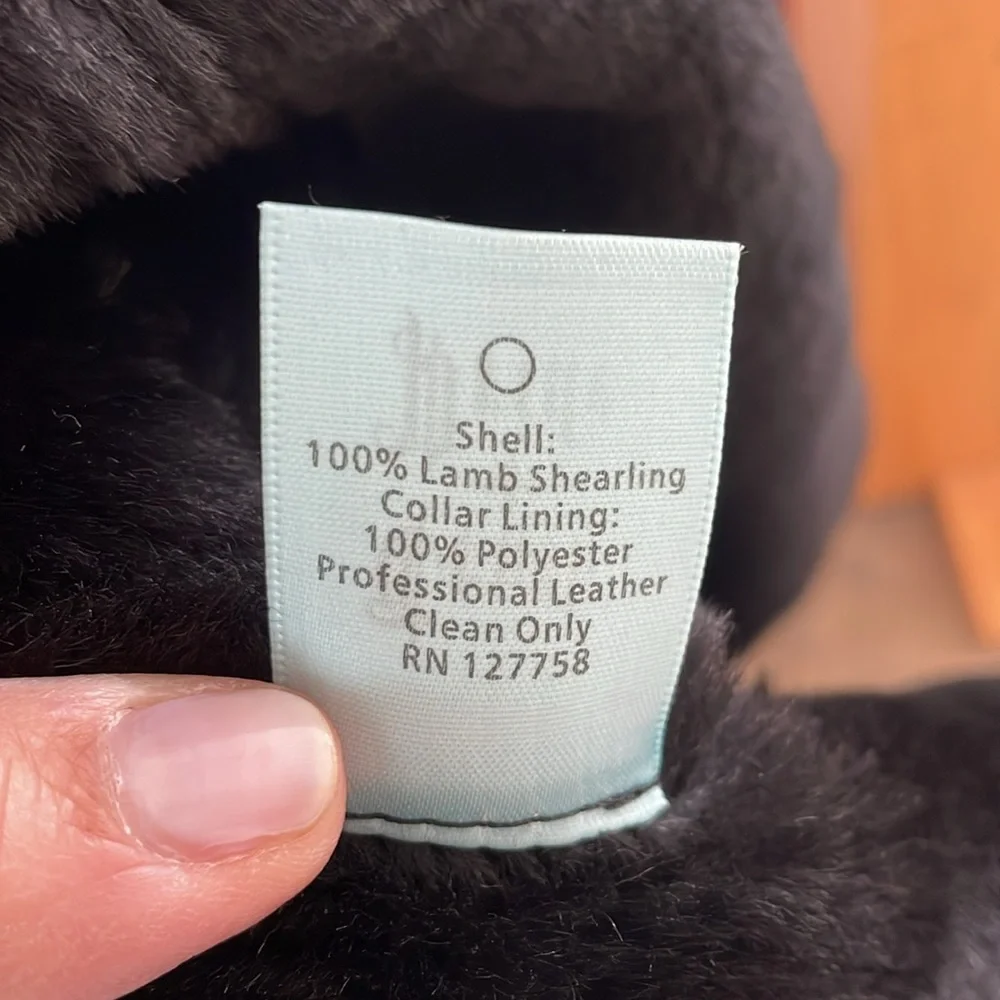 Shell:
100% Lamb Shearling
Collar Lining:
100% Polyester
Professional Leather
Clean Only
RN 127758